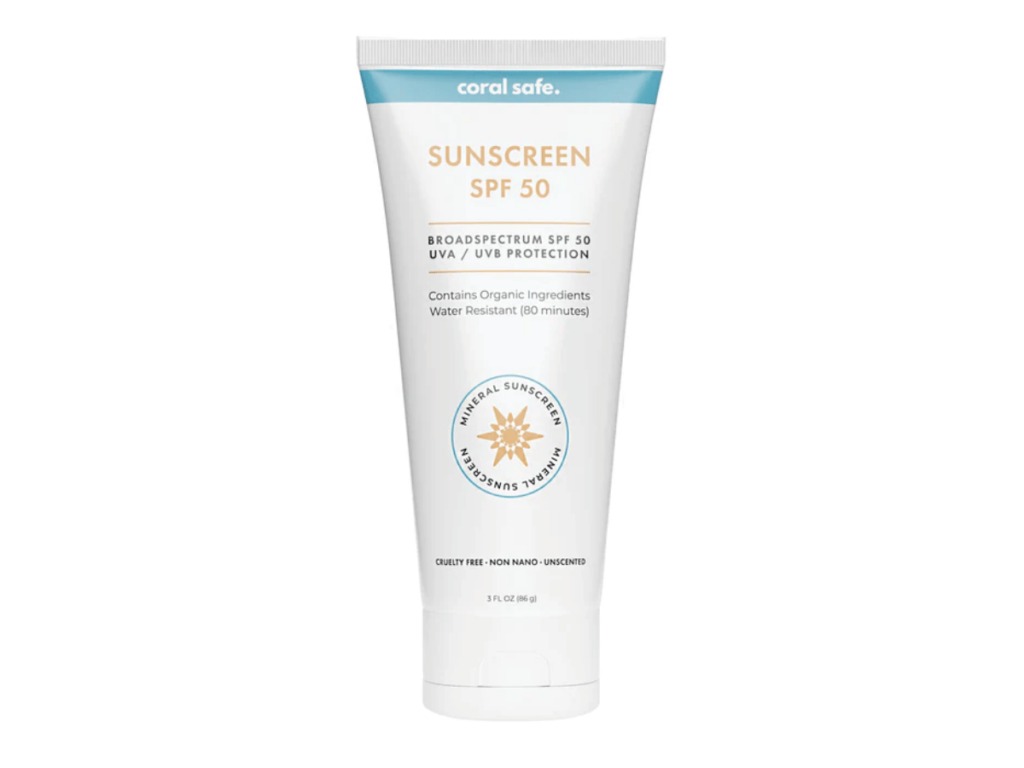 coral safe.
SUNSCREEN
SPF 50
BROADSPECTRUM SPF 50
UVA / UVB PROTECTION
Contains Organic Ingredients
Water Resistant (80 minutes)
MINERAL SUNSCREEN
MINERAL SUNSCREEN
CRUELTY FREE • NON NANO • UNSCENTED
3 FL OZ (86 g)